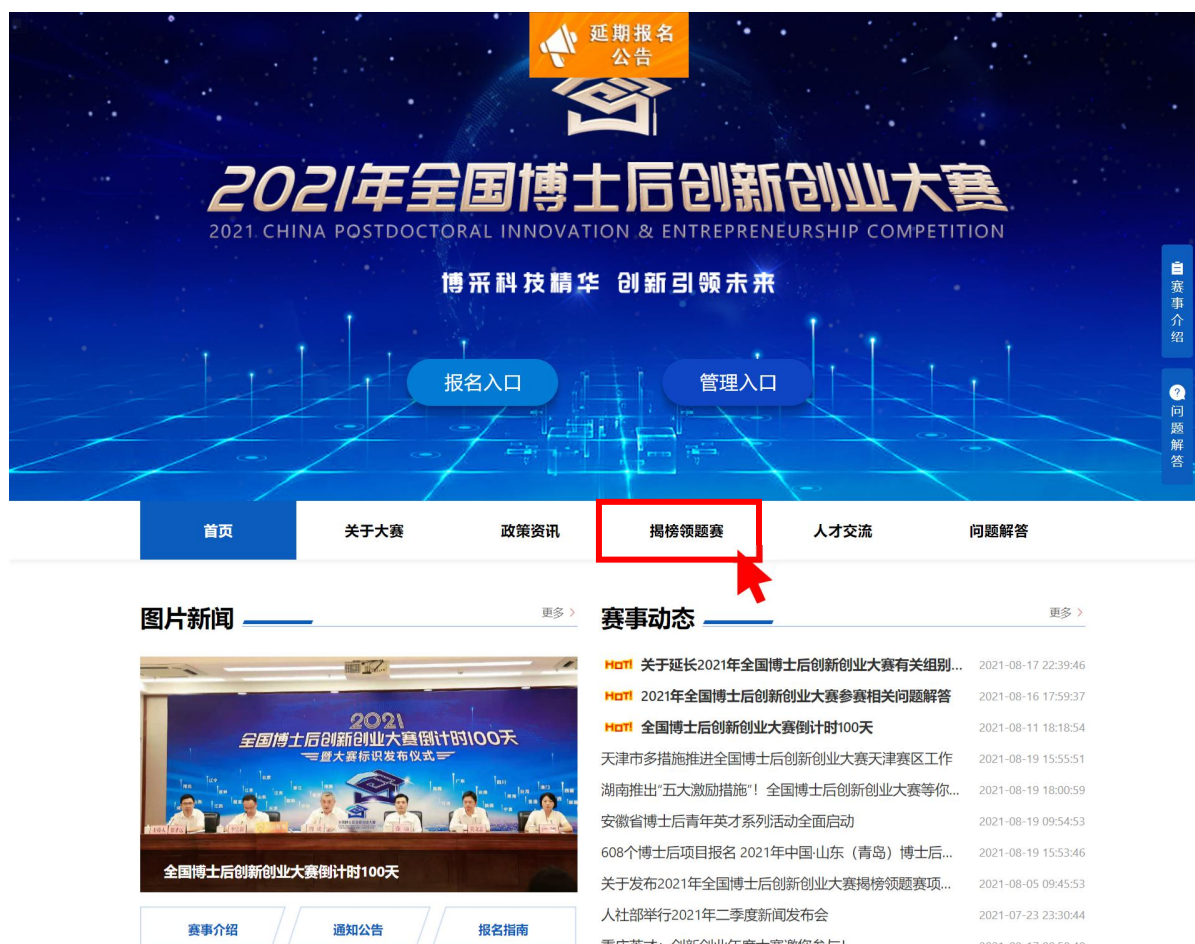 延期报名
公告
2021年全国博士后创新创业大赛
2021 CHINA POSTDOCTORAL INNOVATION & ENTREPRENEURSHIP COMPETITION
博采科技精华 创新引领未来
赛事介绍
问题解答
报名入口
管理入口
首页
关于大赛
政策资讯
揭榜领题赛
人才交流
问题解答
图片新闻
更多 >
2021
全国博士后创新创业大赛倒计时100天
暨大赛标识发布仪式
全国博士后创新创业大赛倒计时100天
赛事介绍
通知公告
报名指南
赛事动态
更多 >
HOT! 关于延长2021年全国博士后创新创业大赛有关组别... 2021-08-17 22:39:46
HOT! 2021年全国博士后创新创业大赛参赛相关问题解答 2021-08-16 17:59:37
HOT! 全国博士后创新创业大赛倒计时100天 2021-08-11 18:18:54
天津市多措施推进全国博士后创新创业大赛天津赛区工作 2021-08-19 15:55:51
湖南推出“五大激励措施”！全国博士后创新创业大赛等你... 2021-08-19 18:00:59
安徽省博士后青年英才系列活动全面启动 2021-08-19 09:54:53
608个博士后项目报名 2021年中国·山东（青岛）博士后... 2021-08-19 15:53:46
关于发布2021年全国博士后创新创业大赛揭榜领题赛项... 2021-08-05 09:45:53
人社部举行2021年二季度新闻发布会 2021-07-23 23:30:44